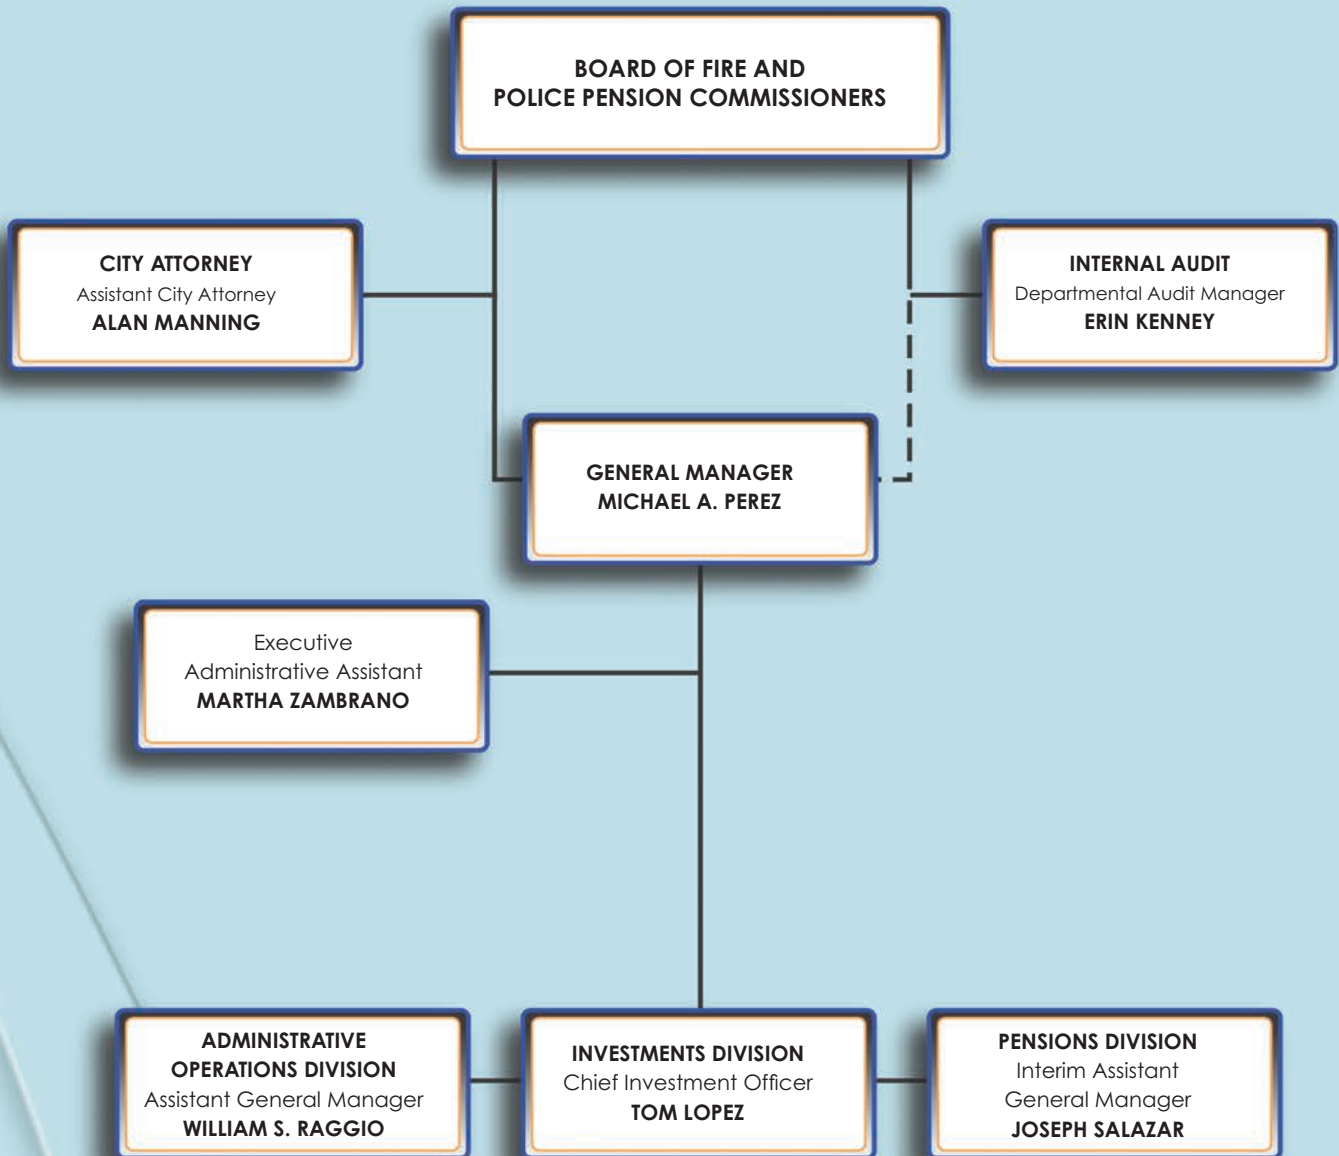 BOARD OF FIRE AND
POLICE PENSION COMMISSIONERS
CITY ATTORNEY
Assistant City Attorney
ALAN MANNING
INTERNAL AUDIT
Departmental Audit Manager
ERIN KENNEY
GENERAL MANAGER
MICHAEL A. PEREZ
Executive
Administrative Assistant
MARTHA ZAMBRANO
ADMINISTRATIVE
OPERATIONS DIVISION
Assistant General Manager
WILLIAM S. RAGGIO
INVESTMENTS DIVISION
Chief Investment Officer
TOM LOPEZ
PENSIONS DIVISION
Interim Assistant
General Manager
JOSEPH SALAZAR